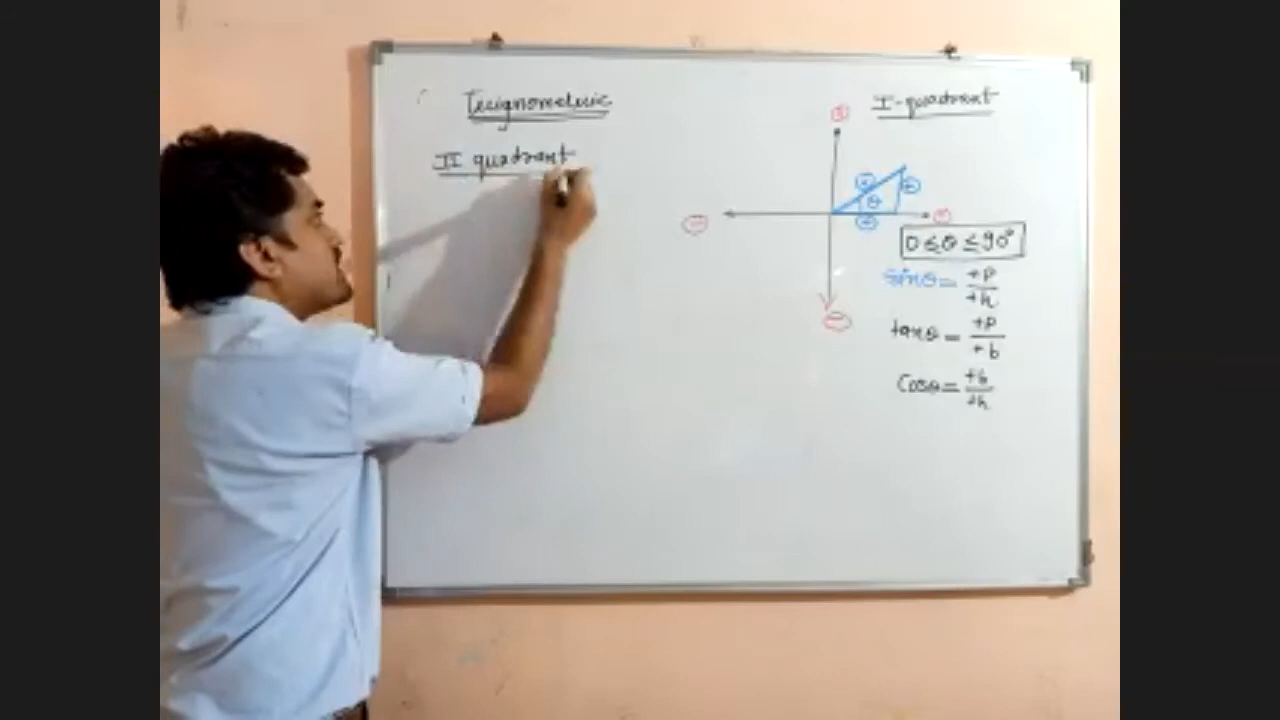 Trignometric
I-quadrant
II quadrant
θ
0 ≤ θ ≤ 90°
sinθ = +P/+h
tanθ = +P/+b
Cosθ = +b/+h